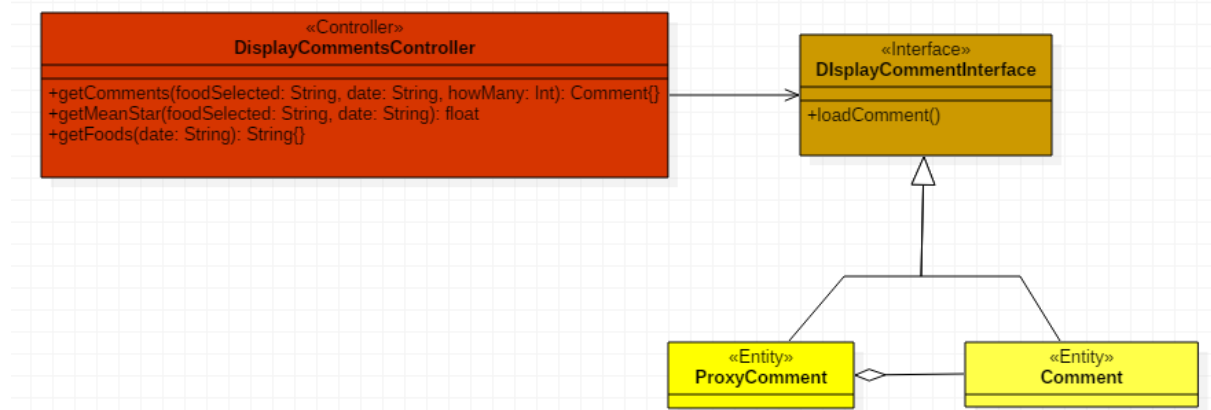 «Controller»
DisplayCommentsController
+getComments(foodSelected: String, date: String, howMany: Int): Comment{}
+getMeanStar(foodSelected: String, date: String): float
+getFoods(date: String): String{}
«Interface»
DIsplayCommentInterface
+loadComment()
«Entity»
ProxyComment
«Entity»
Comment